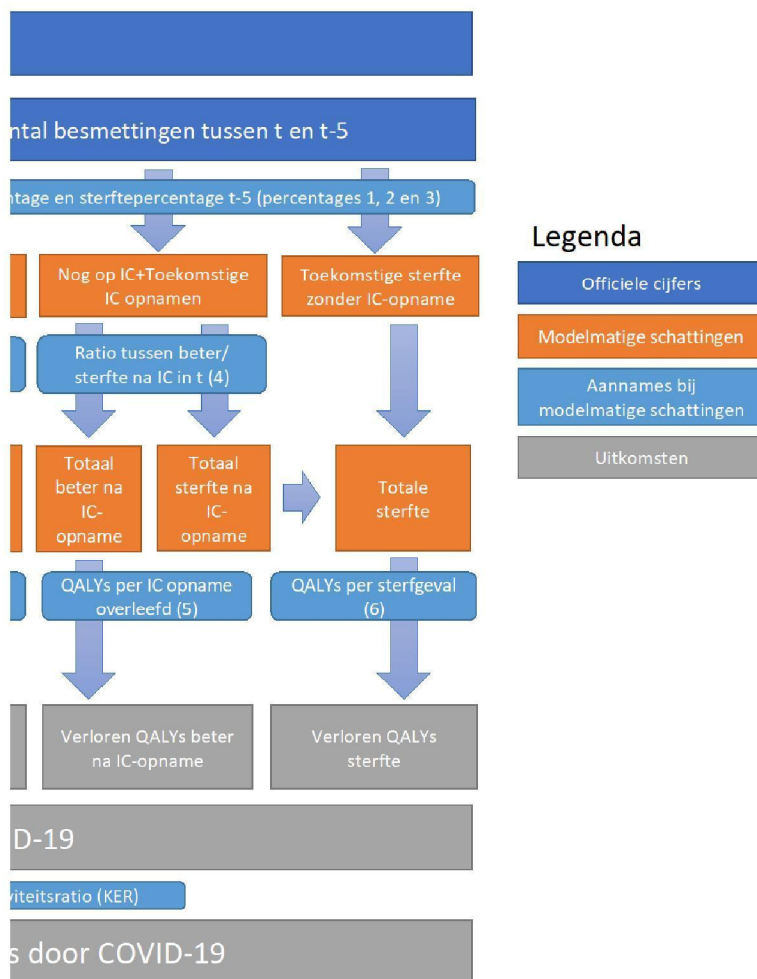 ntal besmettingen tussen t en t-5
ntage en sterftepercentage t-5 (percentages 1, 2 en 3)
Nog op IC+Toekomstige
IC opnamen
Toekomstige sterfte
zonder IC-opname
Ratio tussen beter/
sterfte na IC in t (4)
Totaal
beter na
IC-
opname
Totaal
sterfte na
IC-
opname
Totale
sterfte
QALYs per IC opname
overleefd (5)
QALYs per sterfgeval
(6)
Verloren QALYs beter
na IC-opname
Verloren QALYs
sterfte
D-19
viteitsratio (KER)
s door COVID-19
Legenda
Officiele cijfers
Modelmatige schattingen
Aannames bij
modelmatige schattingen
Uitkomsten